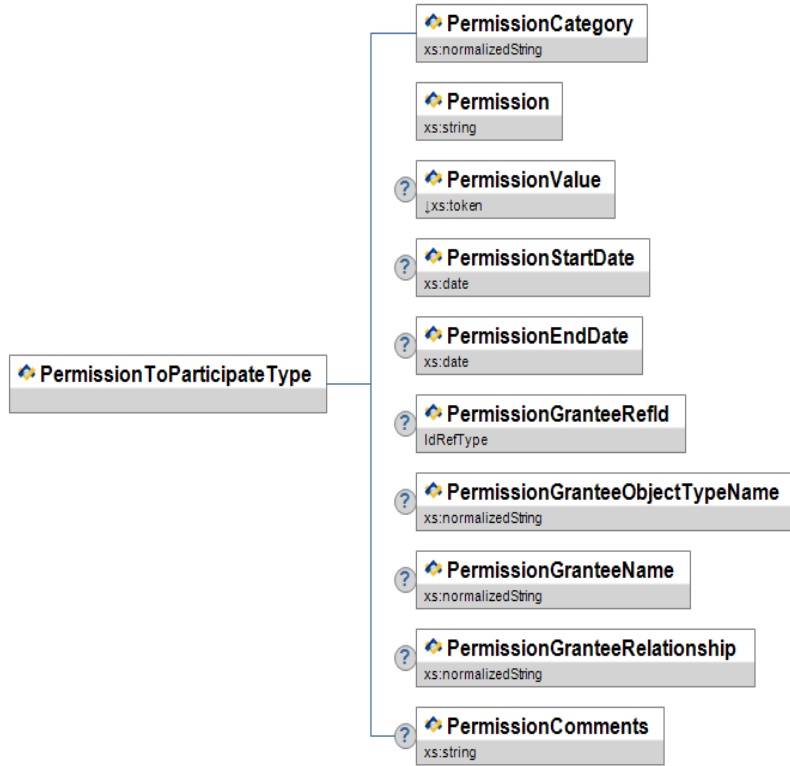 PermissionCategory
xs:normalizedString
Permission
xs:string
?
PermissionValue
↓xs:token
?
PermissionStartDate
xs:date
?
PermissionEndDate
xs:date
PermissionToParticipateType
?
PermissionGranteeRefId
IdRefType
?
PermissionGranteeObjectTypeName
xs:normalizedString
?
PermissionGranteeName
xs:normalizedString
?
PermissionGranteeRelationship
xs:normalizedString
?
PermissionComments
xs:string